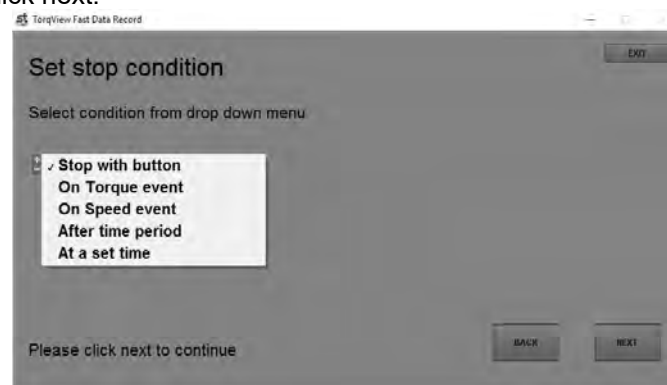 click next.
TorqView Fast Data Record
EXIT
Set stop condition
Select condition from drop down menu
✓ Stop with button
On Torque event
On Speed event
After time period
At a set time
Please click next to continue
BACK
NEXT